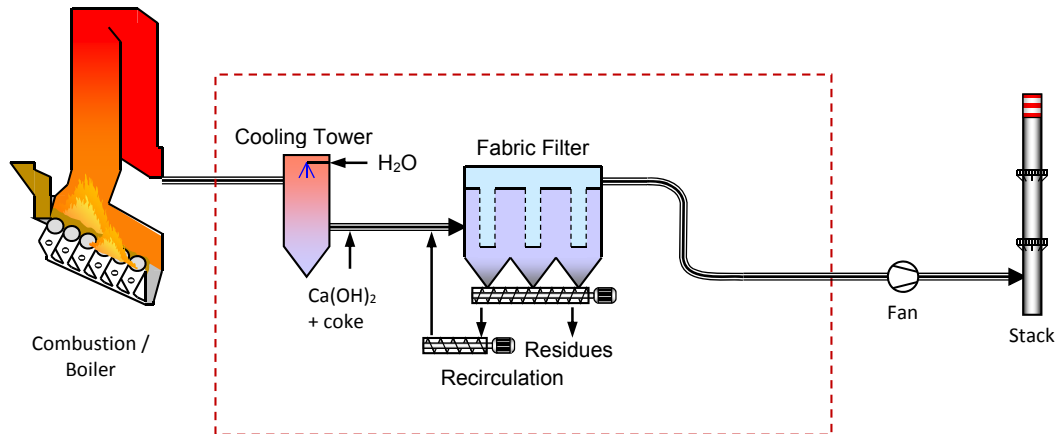 Cooling Tower
H₂O
Fabric Filter
Ca(OH)₂
+ coke
Combustion /
Boiler
Recirculation
Residues
Fan
Stack